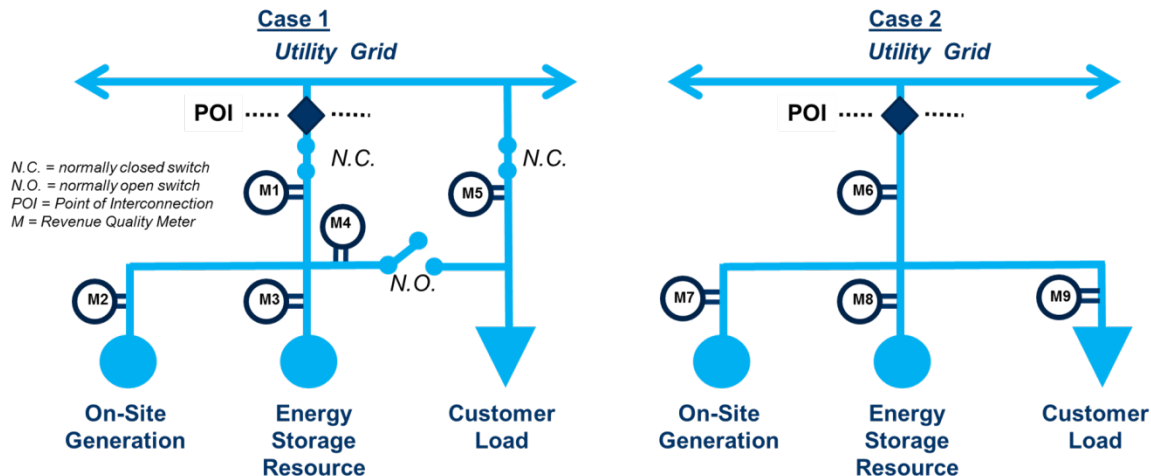 Case 1
Utility Grid
POI
N.C.
N.C.
N.C. = normally closed switch
N.O. = normally open switch
POI = Point of Interconnection
M = Revenue Quality Meter
M1
M5
M4
N.O.
M2
M3
On-Site
Generation
Energy
Storage
Resource
Customer
Load
Case 2
Utility Grid
POI
M6
M7
M8
M9
On-Site
Generation
Energy
Storage
Resource
Customer
Load